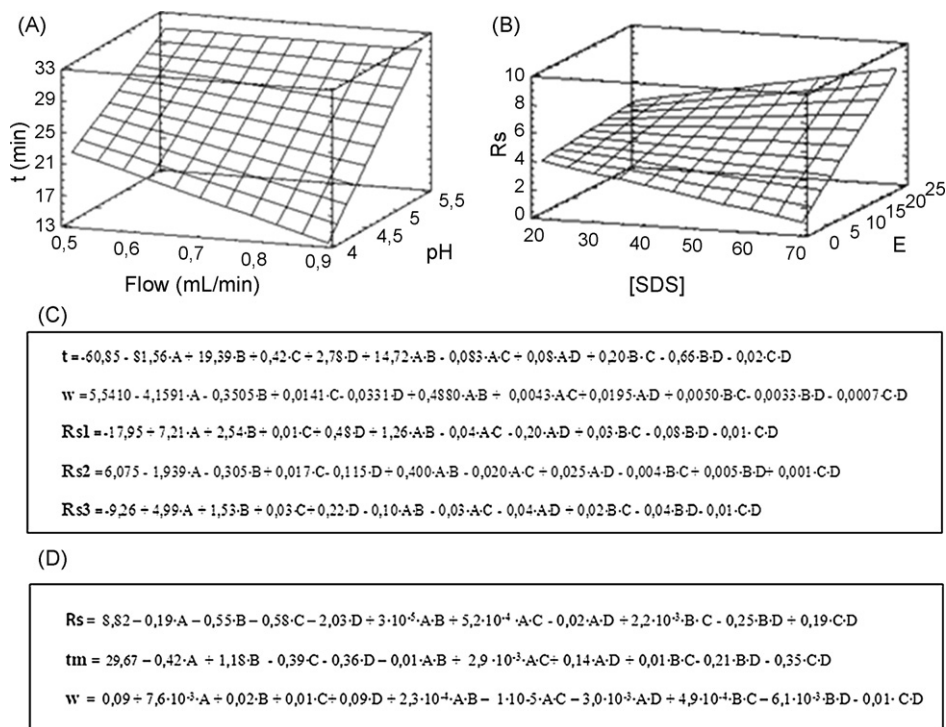 (A)
(B)
t (min)
33
29
25
21
17
13
0,5
0,6
0,7
0,8
0,9
4
4,5
5
5,5
pH
Flow (mL/min)
Rs
10
8
6
4
2
0
20
30
40
50
60
70
0
5
10
15
20
25
E
[SDS]
(C)
t =-60,85 - 81,56·A + 19,39·B + 0,42·C + 2,78·D + 14,72·A·B - 0,083·A·C + 0,08·A·D + 0,20·B·C - 0,66·B·D - 0,02·C·D
w =5,5410 - 4,1591·A - 0,3505·B + 0,0141·C- 0,0331·D + 0,4880·A·B + 0,0043·A·C+ 0,0195·A·D + 0,0050·B·C- 0,0033·B·D - 0,0007·C·D
Rs1 =-17,95 + 7,21·A + 2,54·B + 0,01·C+ 0,48·D + 1,26·A·B - 0,04·A·C - 0,20·A·D + 0,03·B·C - 0,08·B·D - 0,01· C·D
Rs2 =6,075 - 1,939·A - 0,305·B + 0,017·C- 0,115·D + 0,400·A·B - 0,020·A·C + 0,025·A·D - 0,004·B·C + 0,005·B·D+ 0,001·C·D
Rs3 =-9,26 + 4,99·A + 1,53·B + 0,03·C+ 0,22·D - 0,10·A·B - 0,03·A·C - 0,04·A·D + 0,02·B·C - 0,04·B·D- 0,01·C·D
(D)
Rs = 8,82 – 0,19·A – 0,55·B – 0,58·C – 2,03·D + 3·10⁻⁵·A·B + 5,2·10⁻⁴ ·A·C - 0,02·A·D + 2,2·10⁻³·B· C - 0,25·B·D + 0,19·C·D
tm = 29,67 – 0,42·A + 1,18·B - 0,39·C - 0,36·D – 0,01·A·B + 2,9 ·10⁻³·A·C+ 0,14·A·D + 0,01·B·C- 0,21·B·D - 0,35·C·D
w = 0,09 + 7,6·10⁻³·A + 0,02·B + 0,01·C+ 0,09·D + 2,3·10⁻⁴·A·B – 1·10-5·A·C – 3,0·10⁻³·A·D + 4,9·10⁻⁴·B·C – 6,1·10⁻³·B·D - 0,01· C·D